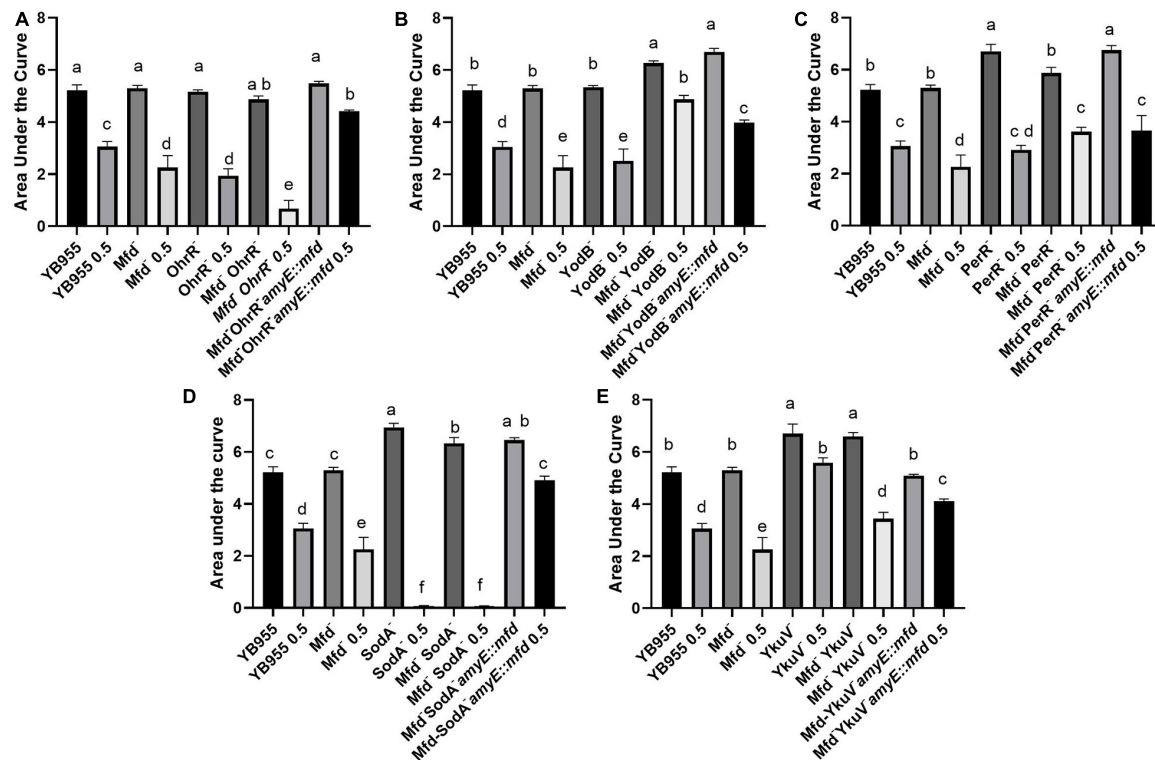 A
Area Under the Curve
8
6
4
2
0
a
c
a
d
a
d
a b
e
a
b
YB955
YB955 0.5
Mfd⁻
Mfd⁻ 0.5
OhrR⁻
OhrR⁻ 0.5
Mfd⁻ OhrR⁻
Mfd⁻ OhrR⁻ 0.5
Mfd⁻OhrR⁻amyE::mfd
Mfd⁻OhrR⁻amyE::mfd 0.5
B
Area Under the Curve
8
6
4
2
0
b
d
b
e
b
e
a
b
a
c
YB955
YB955 0.5
Mfd⁻
Mfd⁻ 0.5
YodB⁻
YodB⁻ 0.5
Mfd⁻ YodB⁻
Mfd⁻ YodB⁻ 0.5
Mfd⁻YodB⁻amyE::mfd
Mfd⁻YodB⁻amyE::mfd 0.5
C
Area Under the Curve
8
6
4
2
0
b
c
b
d
a
c d
b
c
a
c
YB955
YB955 0.5
Mfd⁻
Mfd⁻ 0.5
PerR⁻
PerR⁻ 0.5
Mfd⁻ PerR⁻
Mfd⁻ PerR⁻ 0.5
Mfd⁻PerR⁻ amyE::mfd
Mfd⁻PerR⁻ amyE::mfd 0.5
D
Area under the curve
8
6
4
2
0
c
d
c
e
a
f
b
f
a b
c
YB955
YB955 0.5
Mfd⁻
Mfd⁻ 0.5
SodA⁻
SodA⁻ 0.5
Mfd⁻ SodA⁻
Mfd⁻ SodA⁻ 0.5
Mfd⁻SodA⁻amyE::mfd
Mfd-SodA⁻amyE::mfd 0.5
E
Area Under the Curve
8
6
4
2
0
b
d
b
e
a
b
a
d
b
c
YB955
YB955 0.5
Mfd⁻
Mfd⁻ 0.5
YkuV⁻
YkuV⁻ 0.5
Mfd⁻ YkuV⁻
Mfd⁻ YkuV⁻ 0.5
Mfd-YkuV⁻amyE::mfd
Mfd⁻YkuV⁻amyE::mfd 0.5